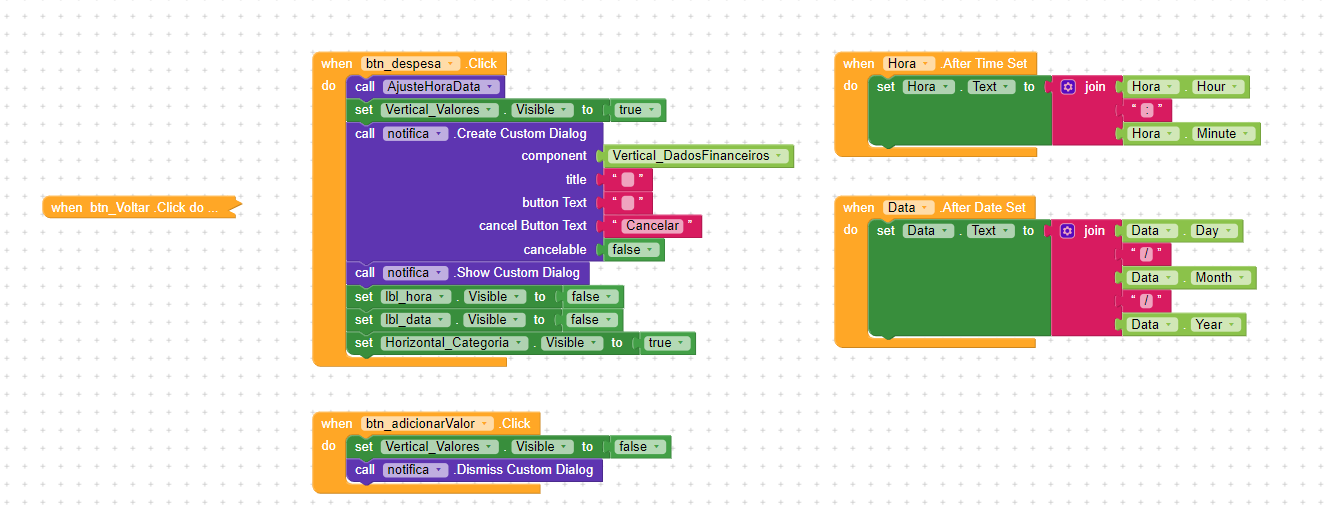 when btn_Voltar .Click do ...
when btn_despesa .Click
do call AjusteHoraData
set Vertical_Valores . Visible to true
call notifica .Create Custom Dialog
component Vertical_DadosFinanceiros
title “ ”
button Text “ ”
cancel Button Text “ Cancelar ”
cancelable false
call notifica .Show Custom Dialog
set lbl_hora . Visible to false
set lbl_data . Visible to false
set Horizontal_Categoria . Visible to true
when btn_adicionarValor .Click
do set Vertical_Valores . Visible to false
call notifica .Dismiss Custom Dialog
when Hora .After Time Set
do set Hora . Text to join Hora . Hour
“ : ”
Hora . Minute
when Data .After Date Set
do set Data . Text to join Data . Day
“ / ”
Data . Month
“ / ”
Data . Year